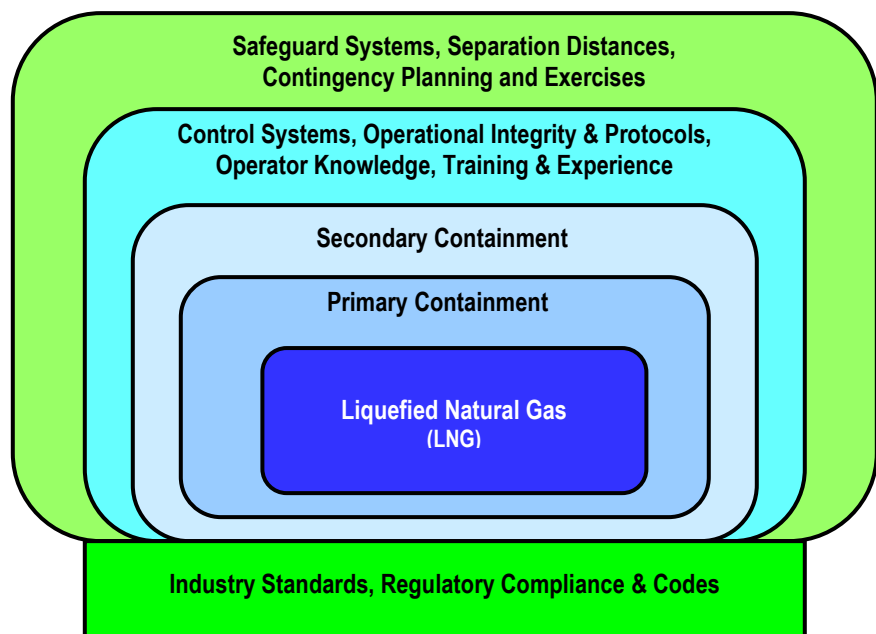 Safeguard Systems, Separation Distances,
Contingency Planning and Exercises
Control Systems, Operational Integrity & Protocols,
Operator Knowledge, Training & Experience
Secondary Containment
Primary Containment
Liquefied Natural Gas
(LNG)
Industry Standards, Regulatory Compliance & Codes